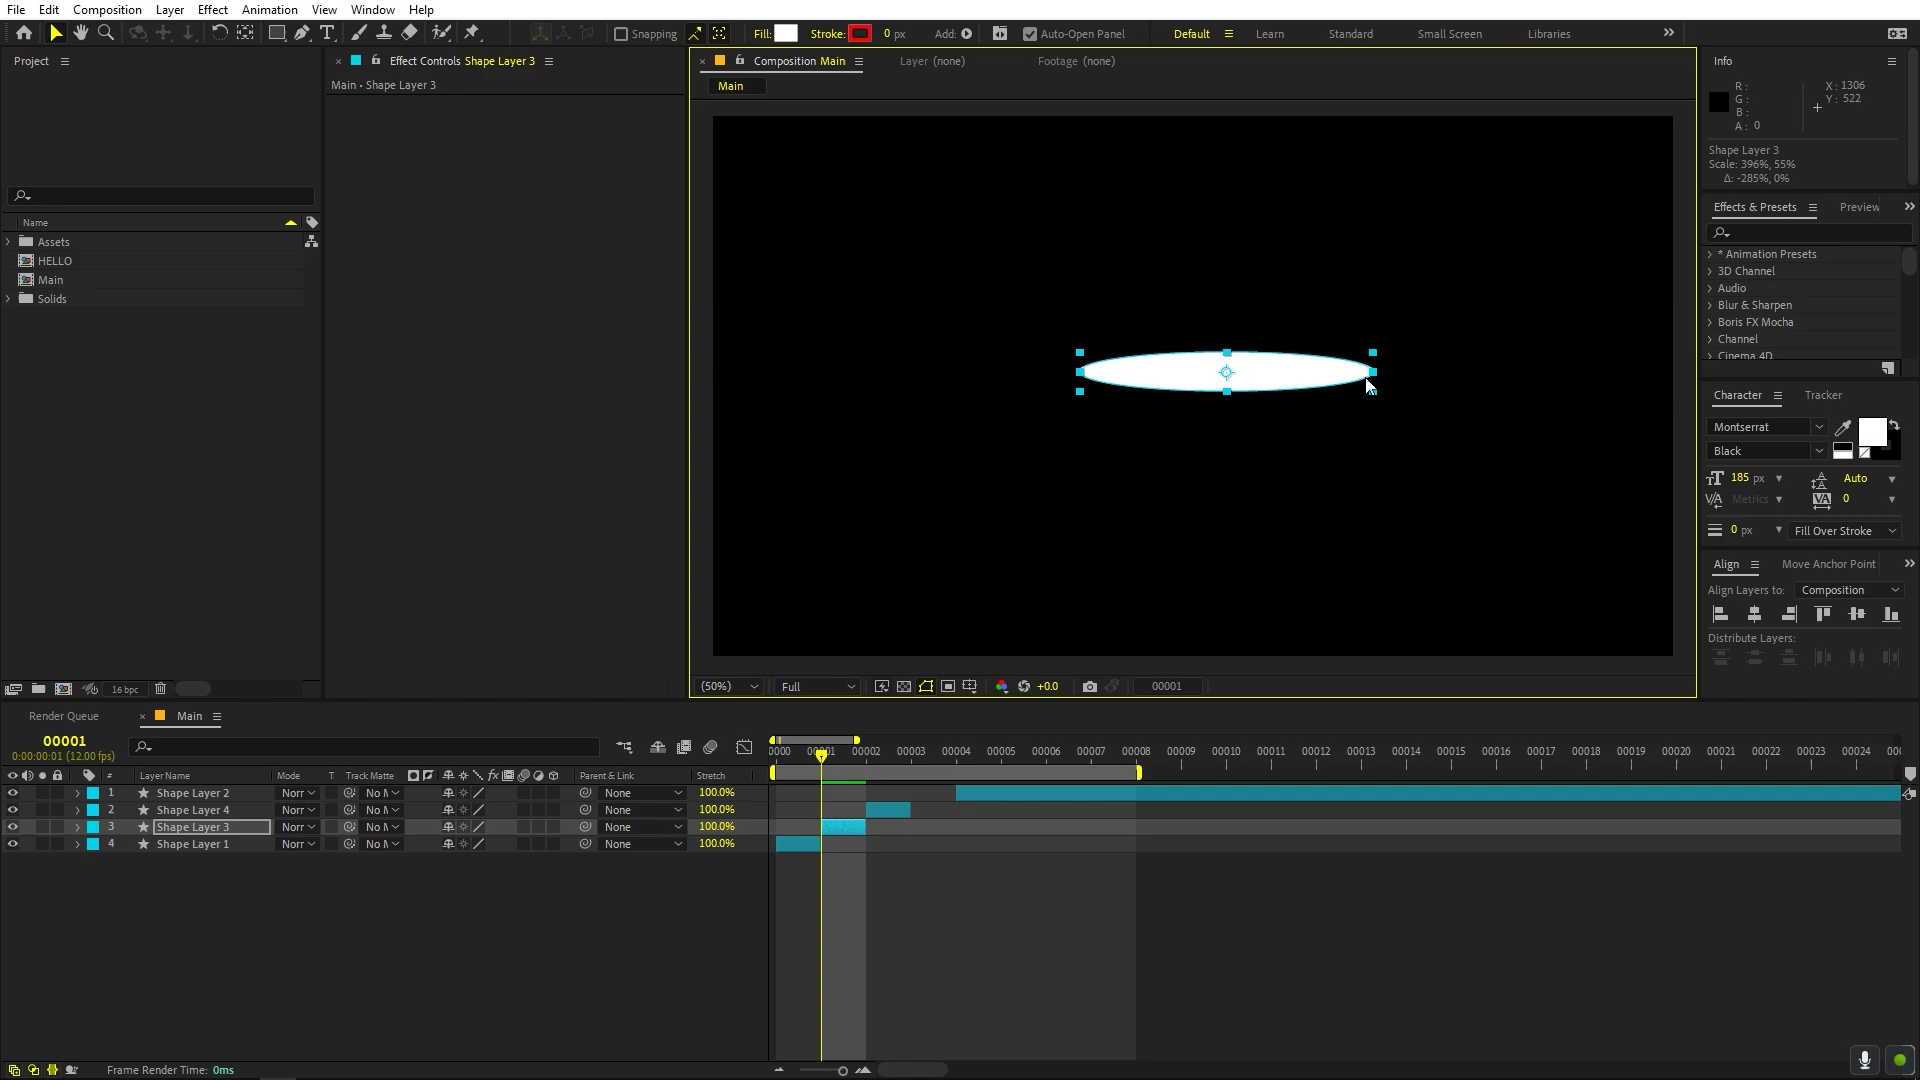 File Edit Composition Layer Effect Animation View Window Help
Snapping Fill: Stroke: 0 px Add: Auto-Open Panel Default Learn Standard Small Screen Libraries
Project
Effect Controls Shape Layer 3
Main • Shape Layer 3
Composition Main
Layer (none)
Footage (none)
Main
Name
Assets
HELLO
Main
Solids
16 bpc
(50%)
Full
+0.0
00001
Info
R :
G :
B :
A : 0
X : 1306
Y : 522
Shape Layer 3
Scale: 396%, 55%
Δ: -285%, 0%
Effects & Presets
Preview
* Animation Presets
3D Channel
Audio
Blur & Sharpen
Boris FX Mocha
Channel
Cinema 4D
Character
Tracker
Montserrat
Black
185 px
Auto
Metrics
0
0 px
Fill Over Stroke
Align
Move Anchor Point
Align Layers to: Composition
Distribute Layers:
Render Queue
Main
00001
0:00:00:01 (12.00 fps)
# Layer Name Mode T Track Matte fx Parent & Link Stretch
0000 00001 00002 00003 00004 00005 00006 00007 00008 00009 00010 00011 00012 00013 00014 00015 00016 00017 00018 00019 00020 00021 00022 00023 00024 000
1 Shape Layer 2 Norr No M None 100.0%
2 Shape Layer 4 Norr No M None 100.0%
3 Shape Layer 3 Norr No M None 100.0%
4 Shape Layer 1 Norr No M None 100.0%
Frame Render Time: 0ms